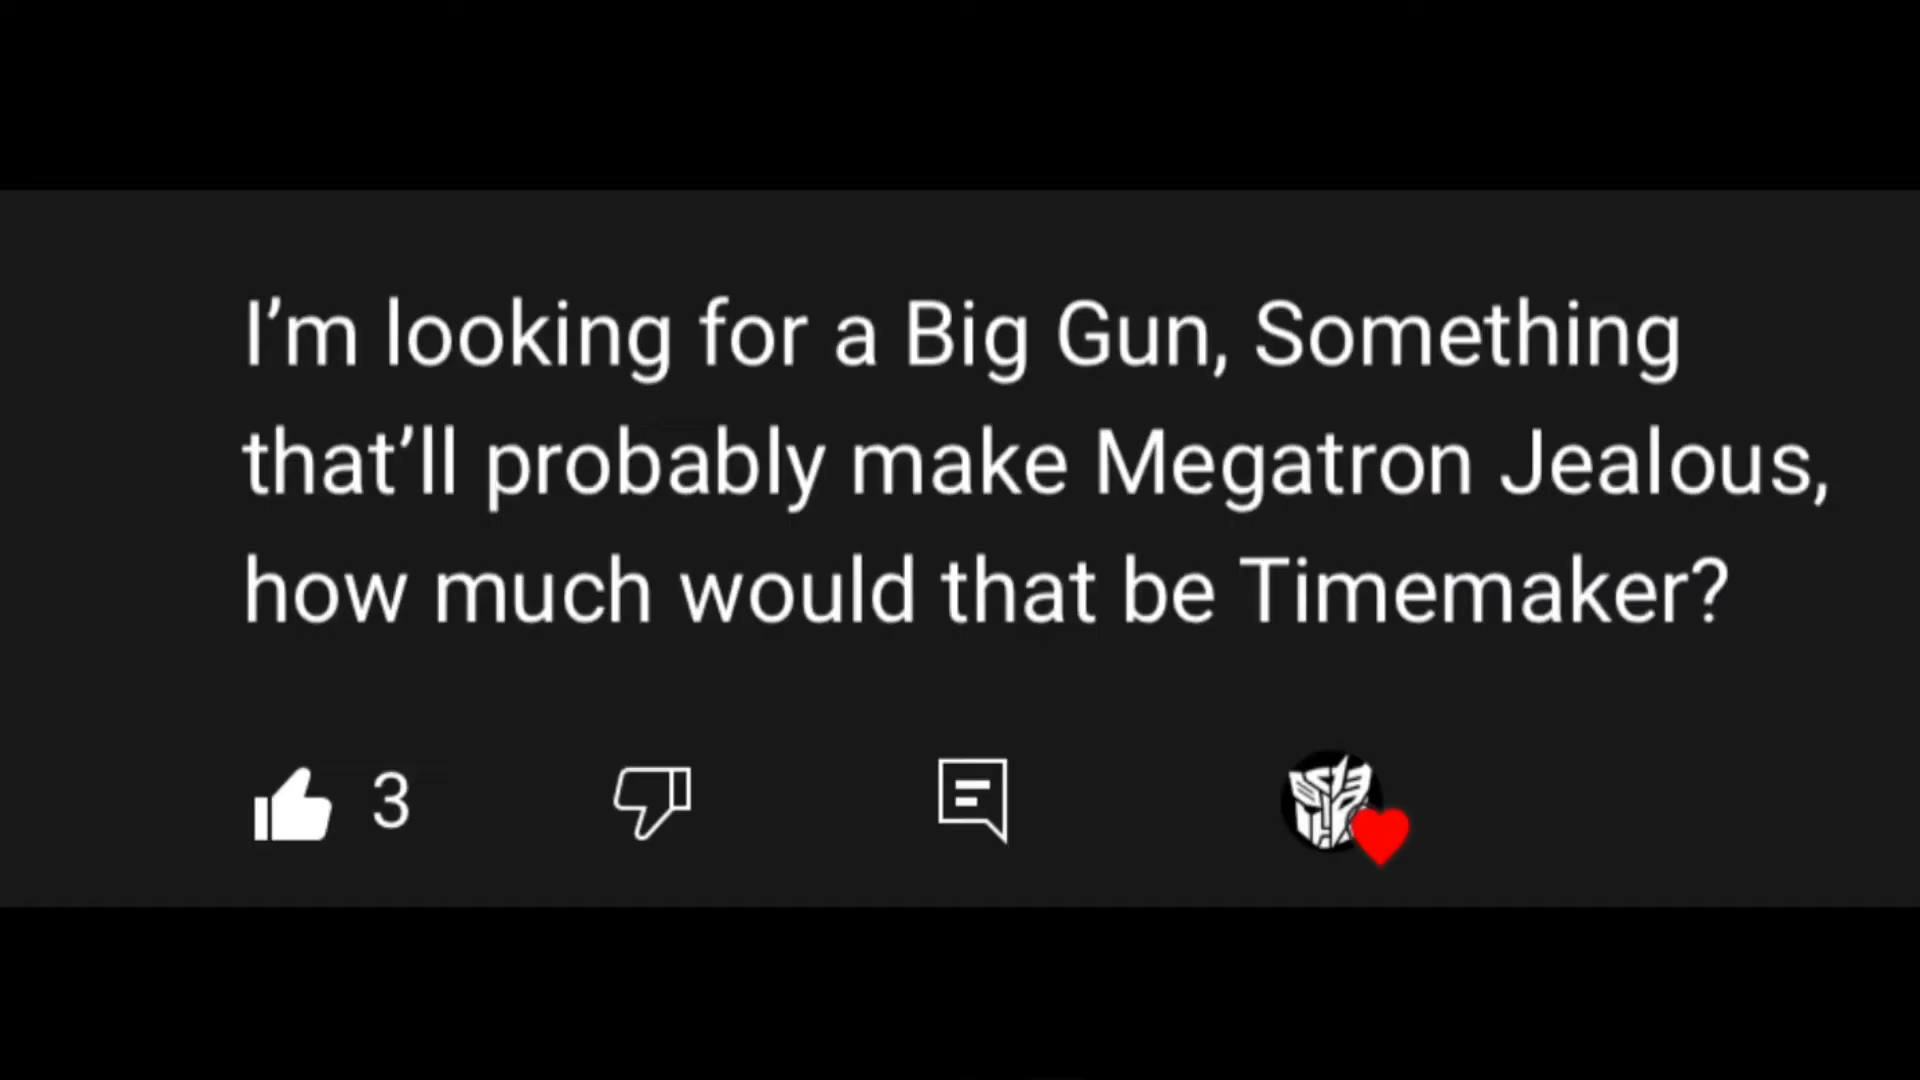 I’m looking for a Big Gun, Something
that’ll probably make Megatron Jealous,
how much would that be Timemaker?
3